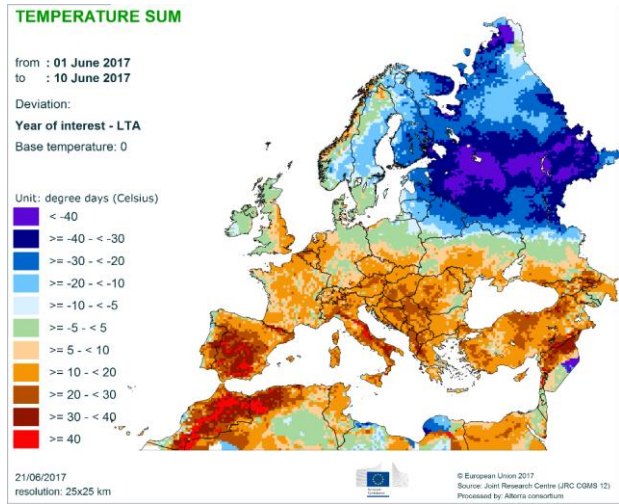 TEMPERATURE SUM
from : 01 June 2017
to : 10 June 2017
Deviation:
Year of interest - LTA
Base temperature: 0
Unit: degree days (Celsius)
< -40
>= -40 - < -30
>= -30 - < -20
>= -20 - < -10
>= -10 - < -5
>= -5 - < 5
>= 5 - < 10
>= 10 - < 20
>= 20 - < 30
>= 30 - < 40
>= 40
21/06/2017
resolution: 25x25 km
© European Union 2017
Source: Joint Research Centre (JRC CGMS 12)
Processed by: Alterra consortium